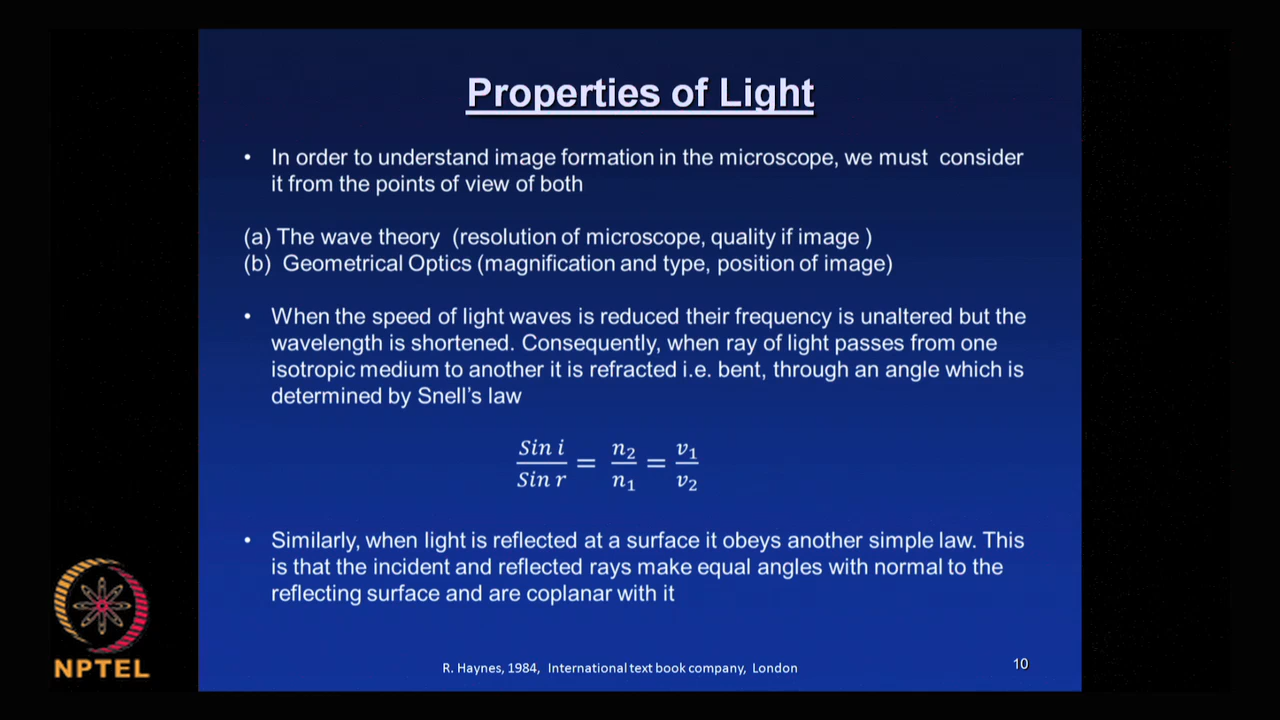 Properties of Light
• In order to understand image formation in the microscope, we must consider
it from the points of view of both
(a) The wave theory (resolution of microscope, quality if image )
(b) Geometrical Optics (magnification and type, position of image)
• When the speed of light waves is reduced their frequency is unaltered but the
wavelength is shortened. Consequently, when ray of light passes from one
isotropic medium to another it is refracted i.e. bent, through an angle which is
determined by Snell's law
Sin i / Sin r = n₂ / n₁ = v₁ / v₂
• Similarly, when light is reflected at a surface it obeys another simple law. This
is that the incident and reflected rays make equal angles with normal to the
reflecting surface and are coplanar with it
NPTEL
R. Haynes, 1984, International text book company, London
10